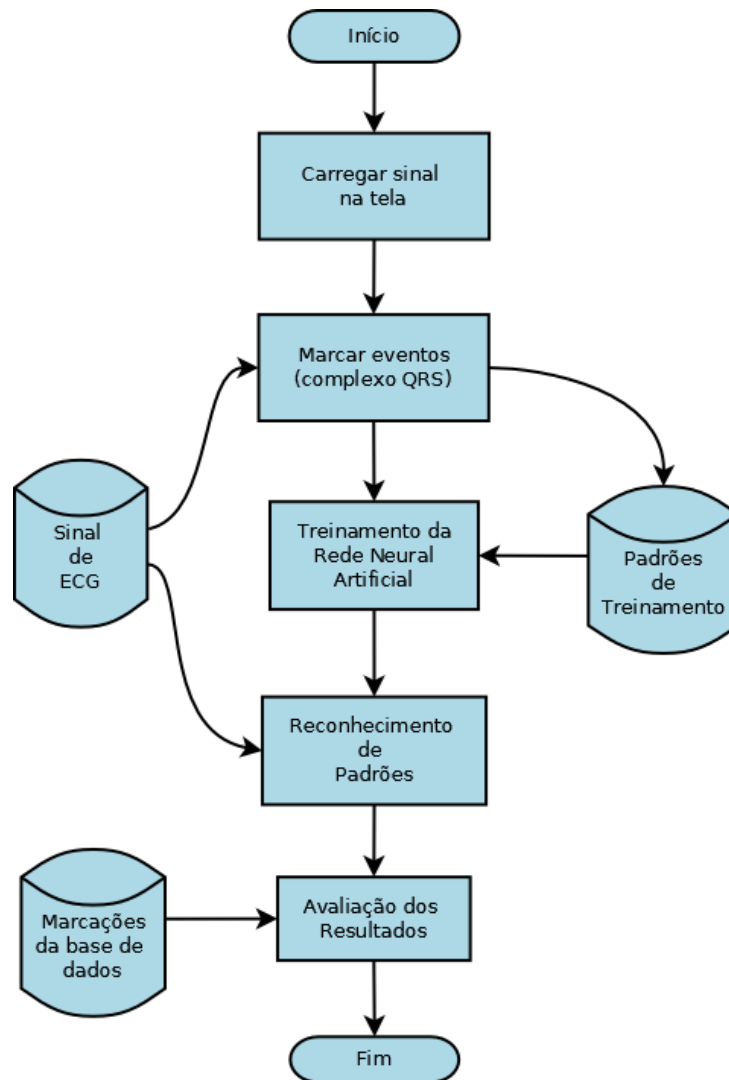 Início
Carregar sinal
na tela
Marcar eventos
(complexo QRS)
Sinal
de
ECG
Treinamento da
Rede Neural
Artificial
Padrões
de
Treinamento
Reconhecimento
de
Padrões
Marcações
da base de
dados
Avaliação dos
Resultados
Fim